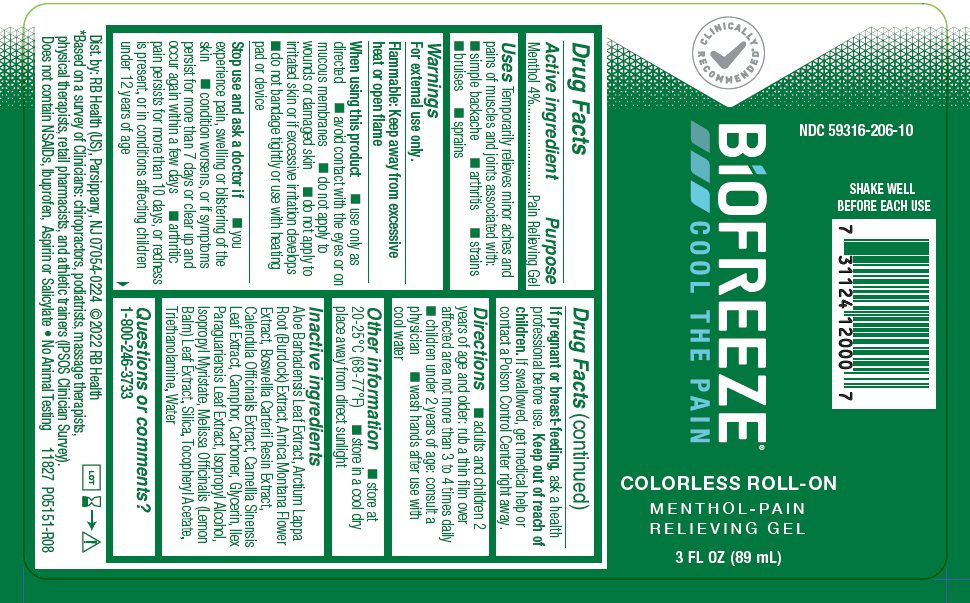 CLINICALLY
RECOMMENDED*
BIOFREEZE®
COOL THE PAIN
NDC 59316-206-10
SHAKE WELL
BEFORE EACH USE
7 31124 12000 7
COLORLESS ROLL-ON
MENTHOL-PAIN
RELIEVING GEL
3 FL OZ (89 mL)
Drug Facts
Active ingredient Purpose
Menthol 4%..........................Pain Relieving Gel
Uses Temporarily relieves minor aches and
pains of muscles and joints associated with:
■ simple backache ■ arthritis ■ strains
■ bruises ■ sprains
Warnings
For external use only.
Flammable: Keep away from excessive
heat or open flame
When using this product ■ use only as
directed ■ avoid contact with the eyes or on
mucous membranes ■ do not apply to
wounds or damaged skin ■ do not apply to
irritated skin or if excessive irritation develops
■ do not bandage tightly or use with heating
pad or device
Stop use and ask a doctor if ■ you
experience pain, swelling or blistering of the
skin ■ condition worsens, or if symptoms
persist for more than 7 days or clear up and
occur again within a few days ■ arthritic
pain persists for more than 10 days, or redness
is present, or in conditions affecting children
under 12 years of age
Drug Facts (continued)
If pregnant or breast-feeding, ask a health
professional before use. Keep out of reach of
children. If swallowed, get medical help or
contact a Poison Control Center right away.
Directions ■ adults and children 2
years of age and older: rub a thin film over
affected area not more than 3 to 4 times daily
■ children under 2 years of age: consult a
physician ■ wash hands after use with
cool water
Other information ■ store at
20-25°C (68-77°F) ■ store in a cool dry
place away from direct sunlight
Inactive ingredients
Aloe Barbadensis Leaf Extract, Arctium Lappa
Root (Burdock) Extract, Arnica Montana Flower
Extract, Boswellia Carterii Resin Extract,
Calendula Officinalis Extract, Camellia Sinensis
Leaf Extract, Camphor, Carbomer, Glycerin, Ilex
Paraguariensis Leaf Extract, Isopropyl Alcohol,
Isopropyl Myristate, Melissa Officinalis (Lemon
Balm) Leaf Extract, Silica, Tocopheryl Acetate,
Triethanolamine, Water
Questions or comments?
1-800-246-3733
Dist. by: RB Health (US), Parsippany, NJ 07054-0224 ©2022 RB Health
*Based on a survey of Clinicians: chiropractors, podiatrists, massage therapists,
physical therapists, retail pharmacists, and athletic trainers (IPSOS Clinician Survey).
Does not contain NSAIDs, Ibuprofen, Aspirin or Salicylate • No Animal Testing 11827 P05151-R08
LOT